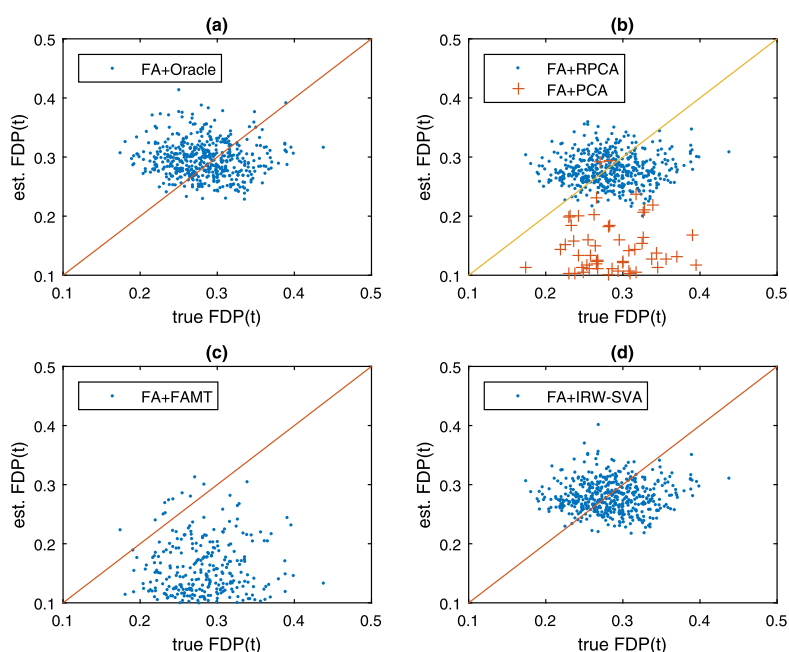 (a)
0.5
0.4
0.3
0.2
0.1
est. FDP(t)
FA+Oracle
0.1 0.2 0.3 0.4 0.5
true FDP(t)
(b)
0.5
0.4
0.3
0.2
0.1
est. FDP(t)
FA+RPCA
FA+PCA
0.1 0.2 0.3 0.4 0.5
true FDP(t)
(c)
0.5
0.4
0.3
0.2
0.1
est. FDP(t)
FA+FAMT
0.1 0.2 0.3 0.4 0.5
true FDP(t)
(d)
0.5
0.4
0.3
0.2
0.1
est. FDP(t)
FA+IRW-SVA
0.1 0.2 0.3 0.4 0.5
true FDP(t)